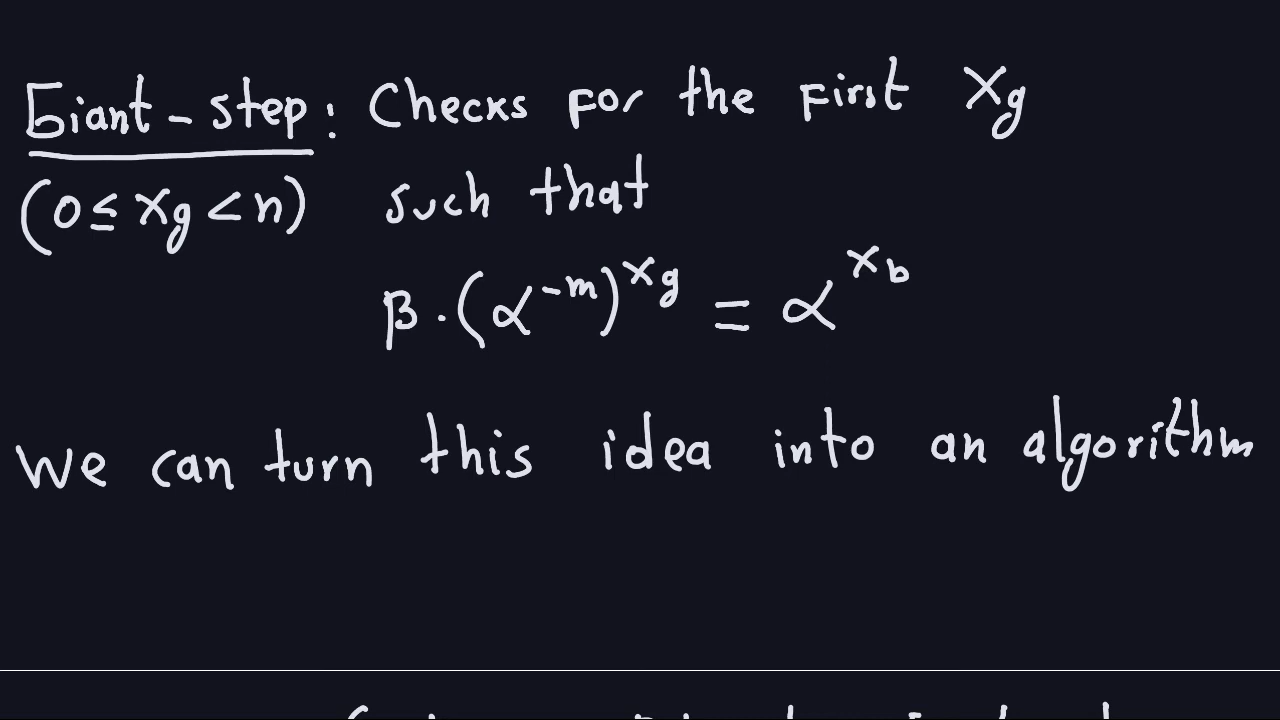 Giant-step: Checks for the first Xg
(0 ≤ Xg < n) such that
β · (α^{-m})^{Xg} = α^{Xb}
We can turn this idea into an algorithm